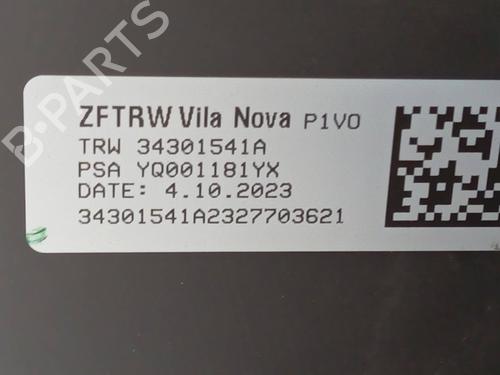 ZFTRW Vila Nova P1VO
TRW 34301541A
PSA YQ001181YX
DATE: 4.10.2023
34301541A2327703621
B-PARTS